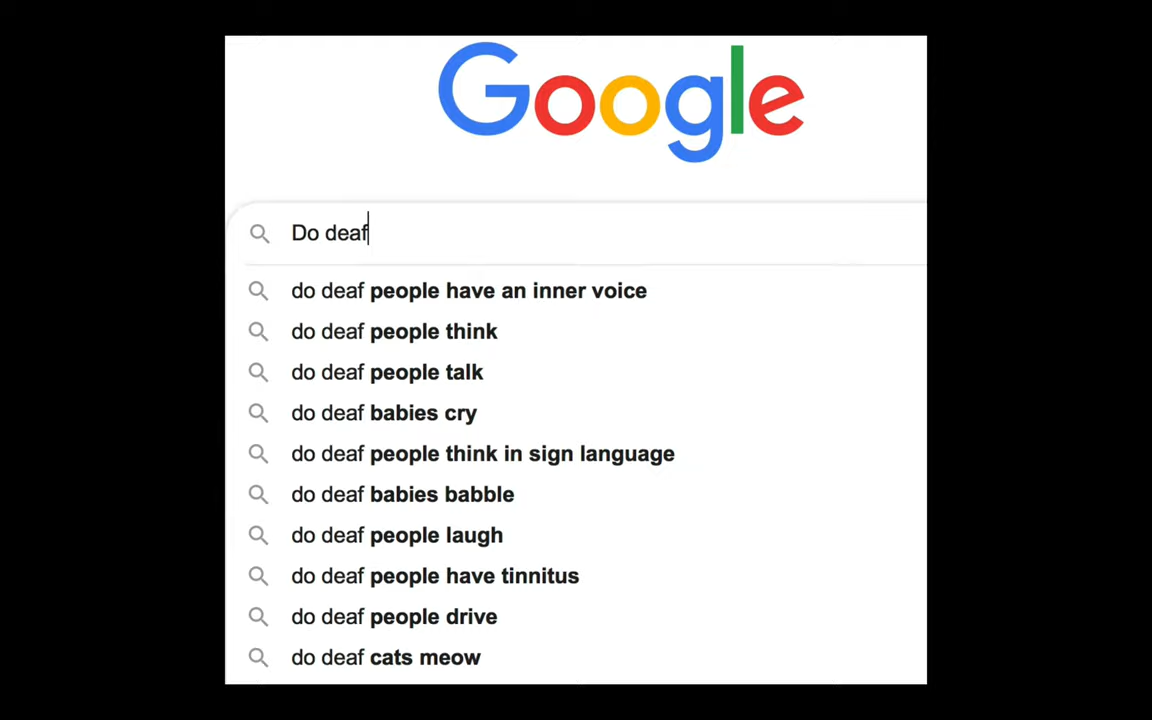 Google
Do deaf
do deaf people have an inner voice
do deaf people think
do deaf people talk
do deaf babies cry
do deaf people think in sign language
do deaf babies babble
do deaf people laugh
do deaf people have tinnitus
do deaf people drive
do deaf cats meow